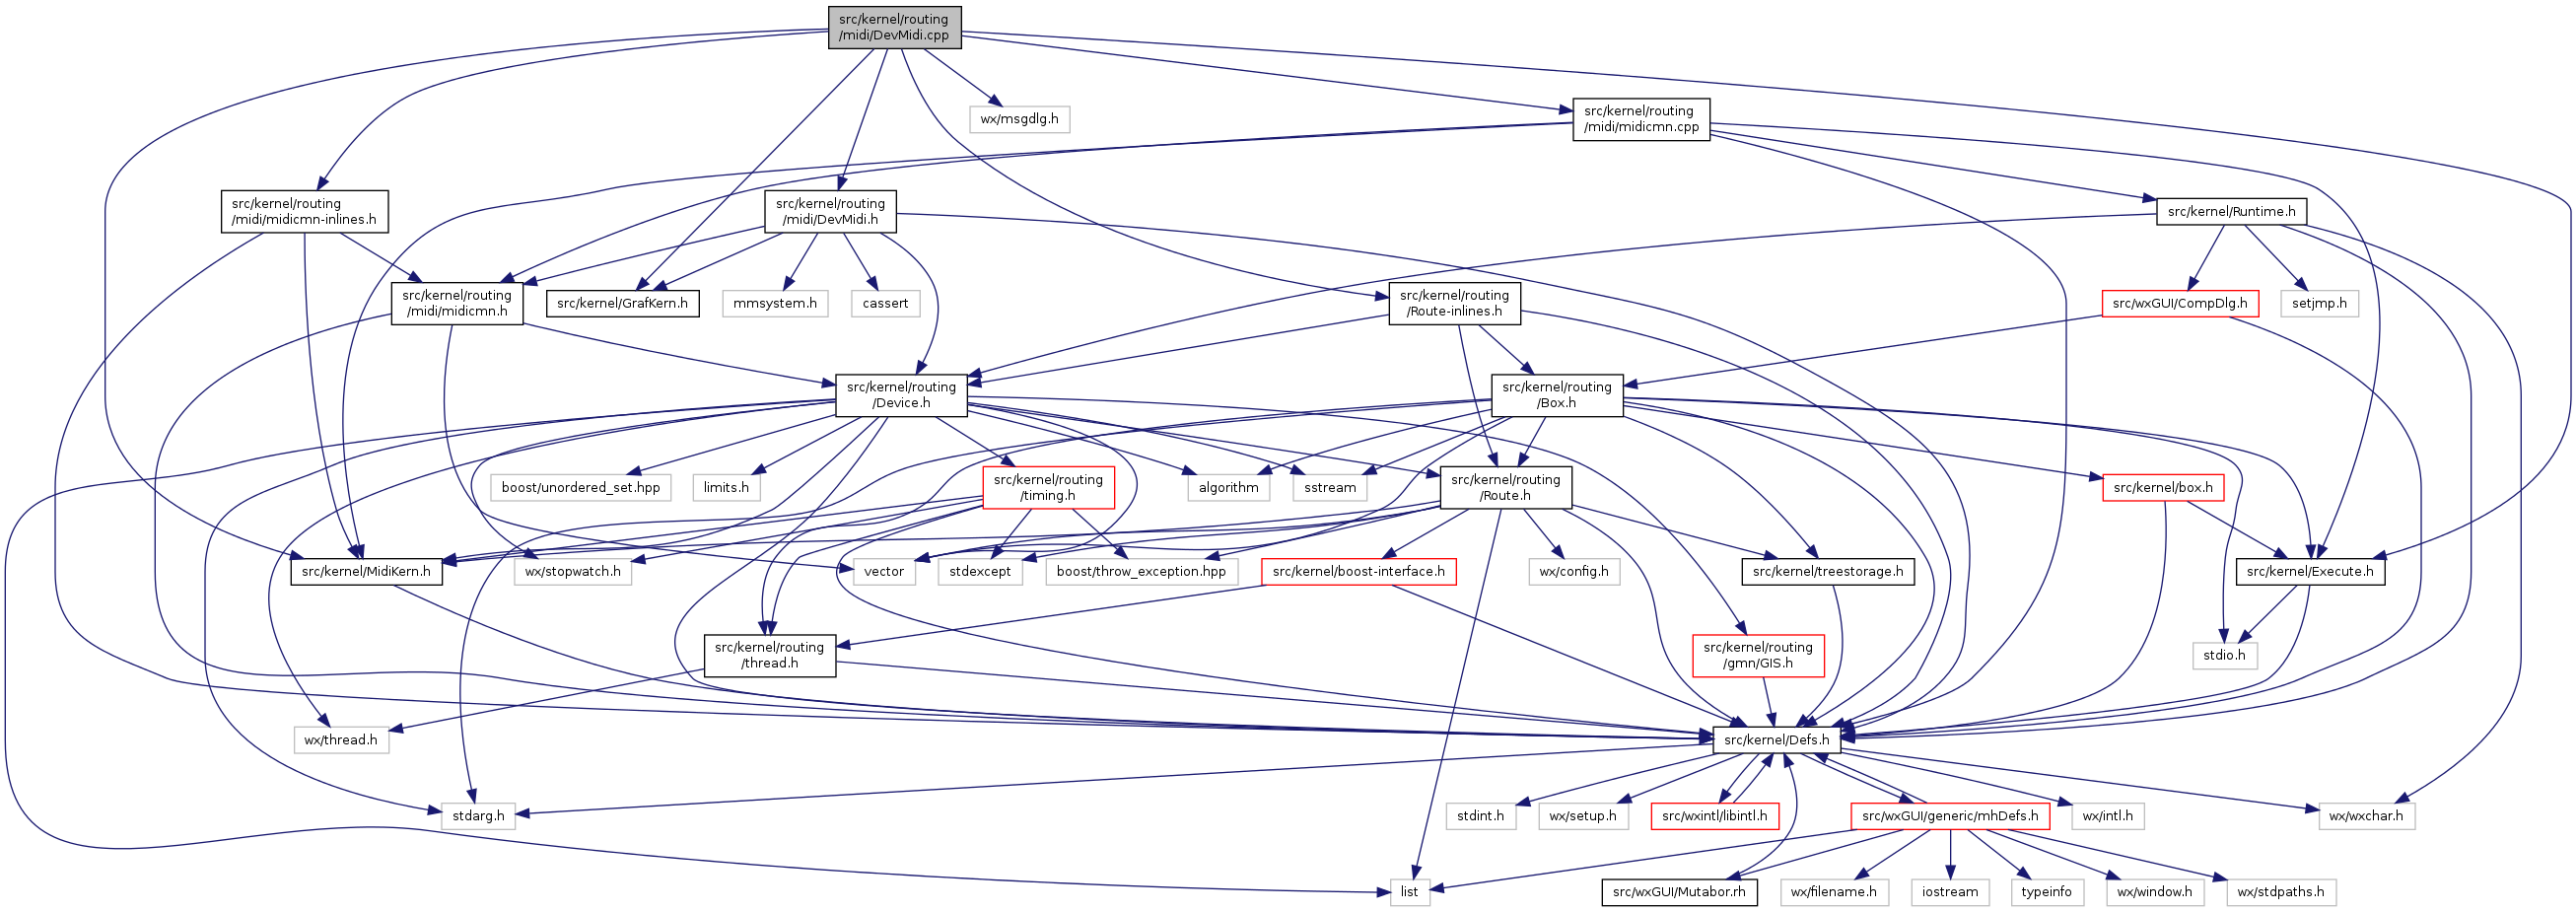 src/kernel/routing
/midi/DevMidi.cpp
wx/msgdlg.h
src/kernel/routing
/midi/midicmn.cpp
src/kernel/routing
/midi/midicmn-inlines.h
src/kernel/routing
/midi/DevMidi.h
src/kernel/Runtime.h
src/kernel/routing
/midi/midicmn.h
src/kernel/GrafKern.h
mmsystem.h
cassert
src/kernel/routing
/Route-inlines.h
src/wxGUI/CompDlg.h
setjmp.h
src/kernel/routing
/Device.h
src/kernel/routing
/Box.h
boost/unordered_set.hpp
limits.h
src/kernel/routing
/timing.h
algorithm
sstream
src/kernel/routing
/Route.h
src/kernel/box.h
src/kernel/MidiKern.h
wx/stopwatch.h
vector
stdexcept
boost/throw_exception.hpp
src/kernel/boost-interface.h
wx/config.h
src/kernel/treestorage.h
src/kernel/Execute.h
src/kernel/routing
/thread.h
src/kernel/routing
/gmn/GIS.h
stdio.h
wx/thread.h
src/kernel/Defs.h
stdarg.h
stdint.h
wx/setup.h
src/wxintl/libintl.h
src/wxGUI/generic/mhDefs.h
wx/intl.h
wx/wxchar.h
list
src/wxGUI/Mutabor.rh
wx/filename.h
iostream
typeinfo
wx/window.h
wx/stdpaths.h